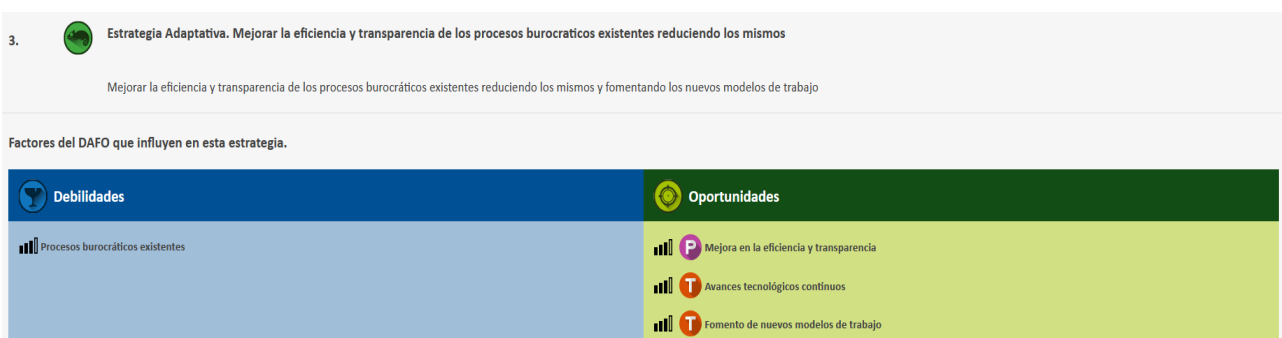 3.
Estrategia Adaptativa. Mejorar la eficiencia y transparencia de los procesos burocraticos existentes reduciendo los mismos
Mejorar la eficiencia y transparencia de los procesos burocráticos existentes reduciendo los mismos y fomentando los nuevos modelos de trabajo
Factores del DAFO que influyen en esta estrategia.
Debilidades
Procesos burocráticos existentes
Oportunidades
P Mejora en la eficiencia y transparencia
T Avances tecnológicos continuos
T Fomento de nuevos modelos de trabajo